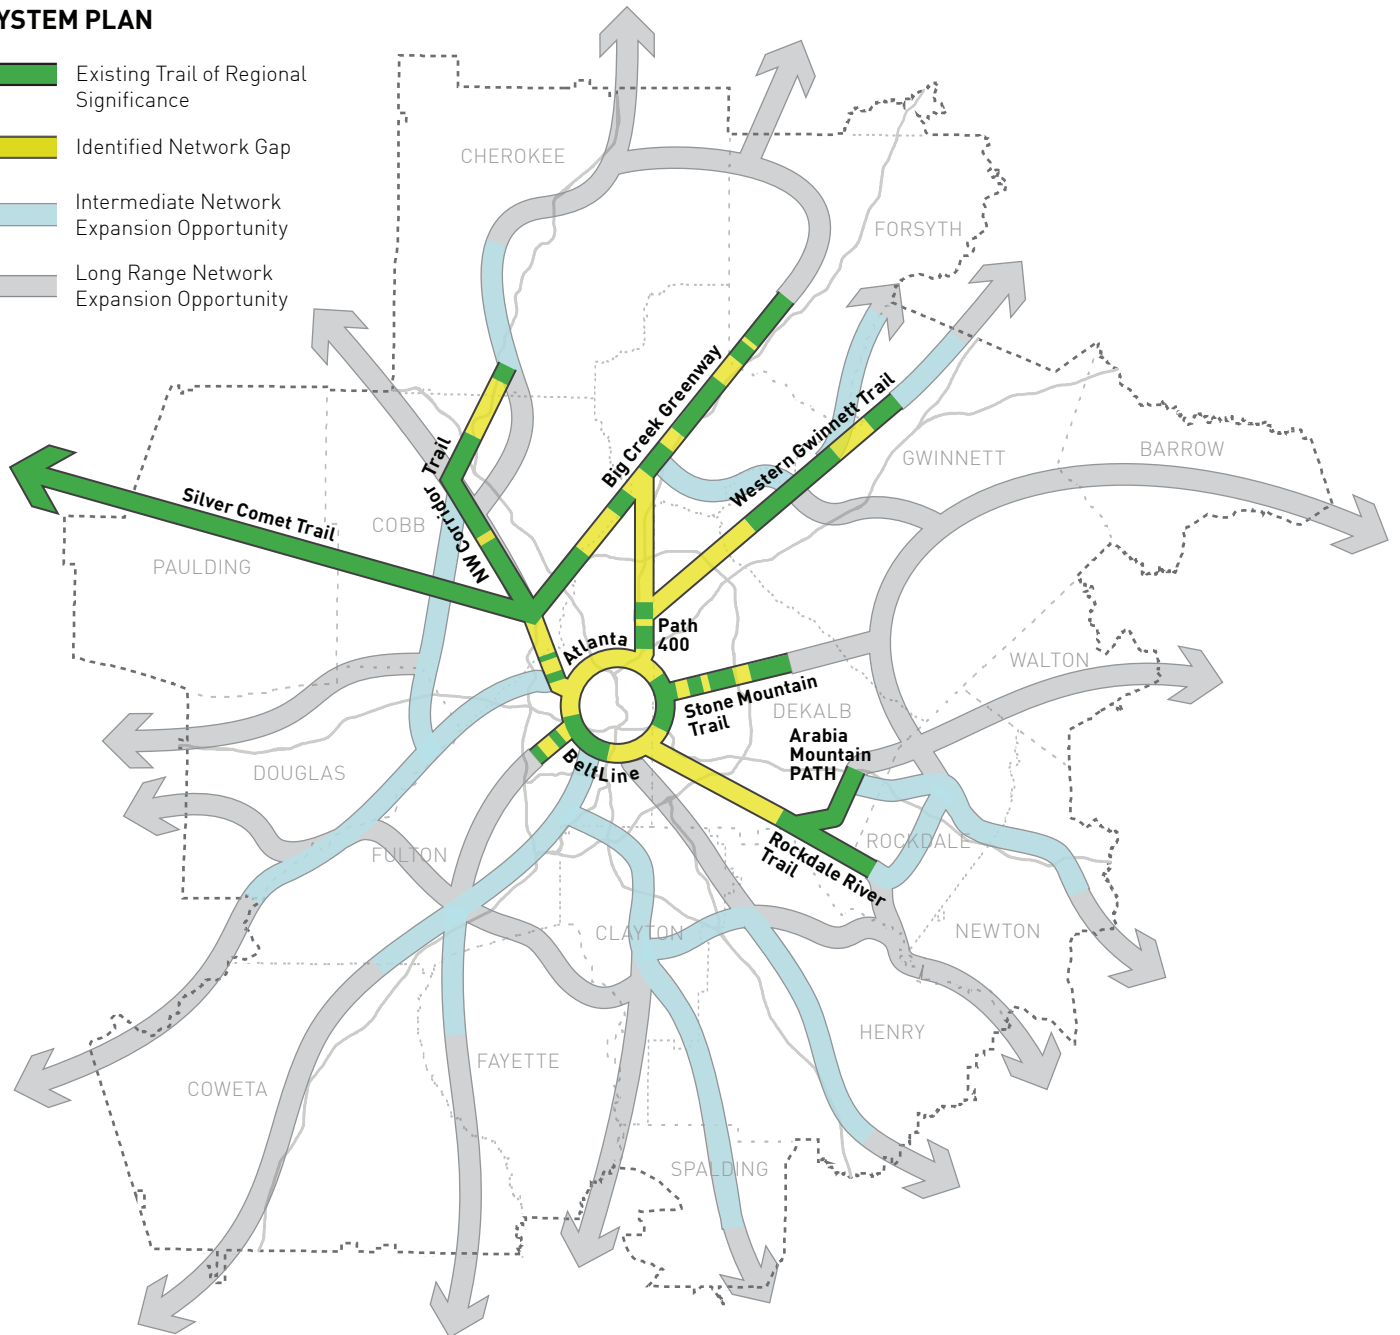 YSTEM PLAN
Existing Trail of Regional
Significance
Identified Network Gap
Intermediate Network
Expansion Opportunity
Long Range Network
Expansion Opportunity
CHEROKEE
FORSYTH
Big Creek Greenway
Western Gwinnett Trail
NW Corridor Trail
BARROW
GWINNETT
Silver Comet Trail
COBB
PAULDING
Atlanta
Path
400
WALTON
Stone Mountain
Trail
DEKALB
Arabia
Mountain
PATH
BeltLine
DOUGLAS
FULTON
ROCKDALE
Rockdale River
Trail
CLAYTON
NEWTON
HENRY
FAYETTE
COWETA
SPALDING